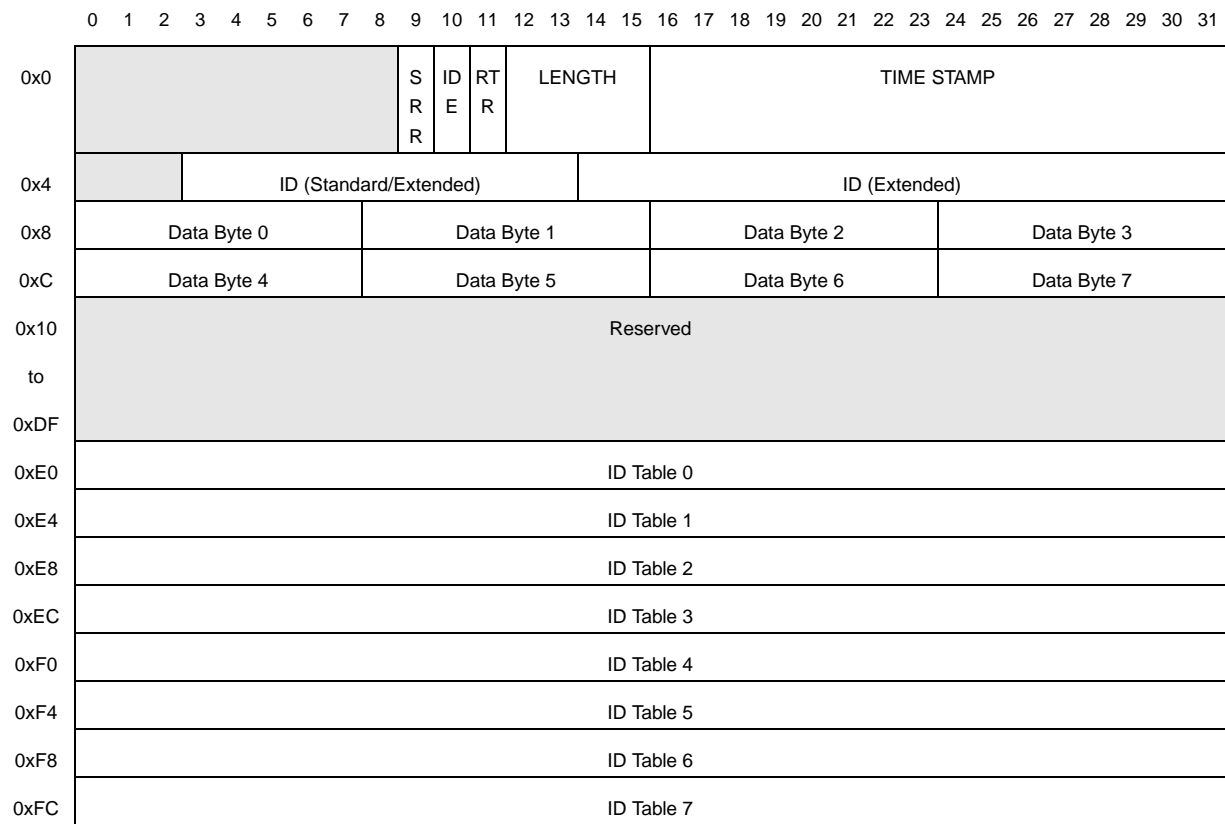 0 1 2 3 4 5 6 7 8 9 10 11 12 13 14 15 16 17 18 19 20 21 22 23 24 25 26 27 28 29 30 31
0x0 S R R ID E RT R LENGTH TIME STAMP
0x4 ID (Standard/Extended) ID (Extended)
0x8 Data Byte 0 Data Byte 1 Data Byte 2 Data Byte 3
0xC Data Byte 4 Data Byte 5 Data Byte 6 Data Byte 7
0x10 Reserved
to
0xDF
0xE0 ID Table 0
0xE4 ID Table 1
0xE8 ID Table 2
0xEC ID Table 3
0xF0 ID Table 4
0xF4 ID Table 5
0xF8 ID Table 6
0xFC ID Table 7